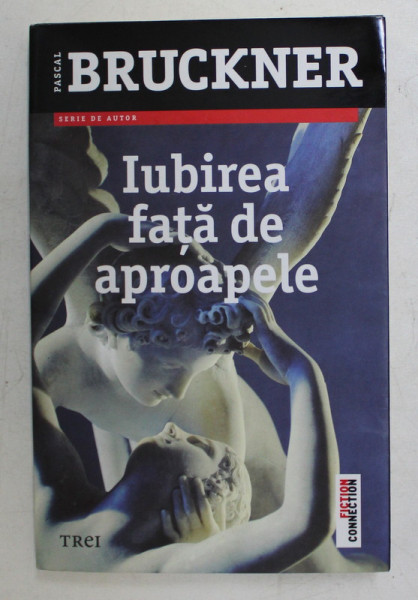 PASCAL
BRUCKNER
SERIE DE AUTOR
Iubirea
față de
aproapele
FICTION
CONNECTION
TREI